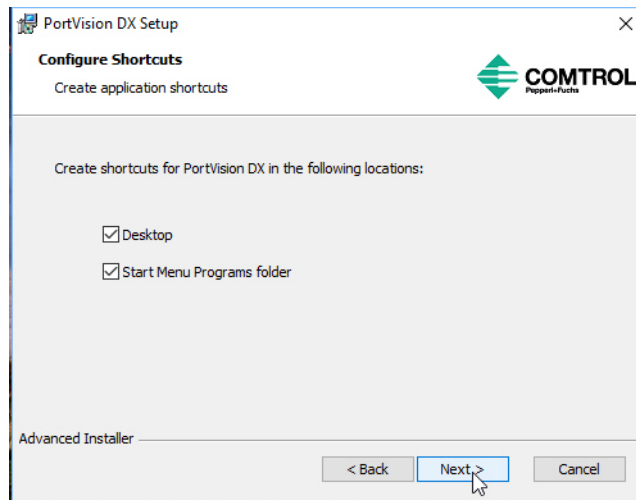 PortVision DX Setup
Configure Shortcuts
Create application shortcuts
COMTROL
Pepperl+Fuchs
Create shortcuts for PortVision DX in the following locations:
Desktop
Start Menu Programs folder
Advanced Installer
< Back
Next >
Cancel